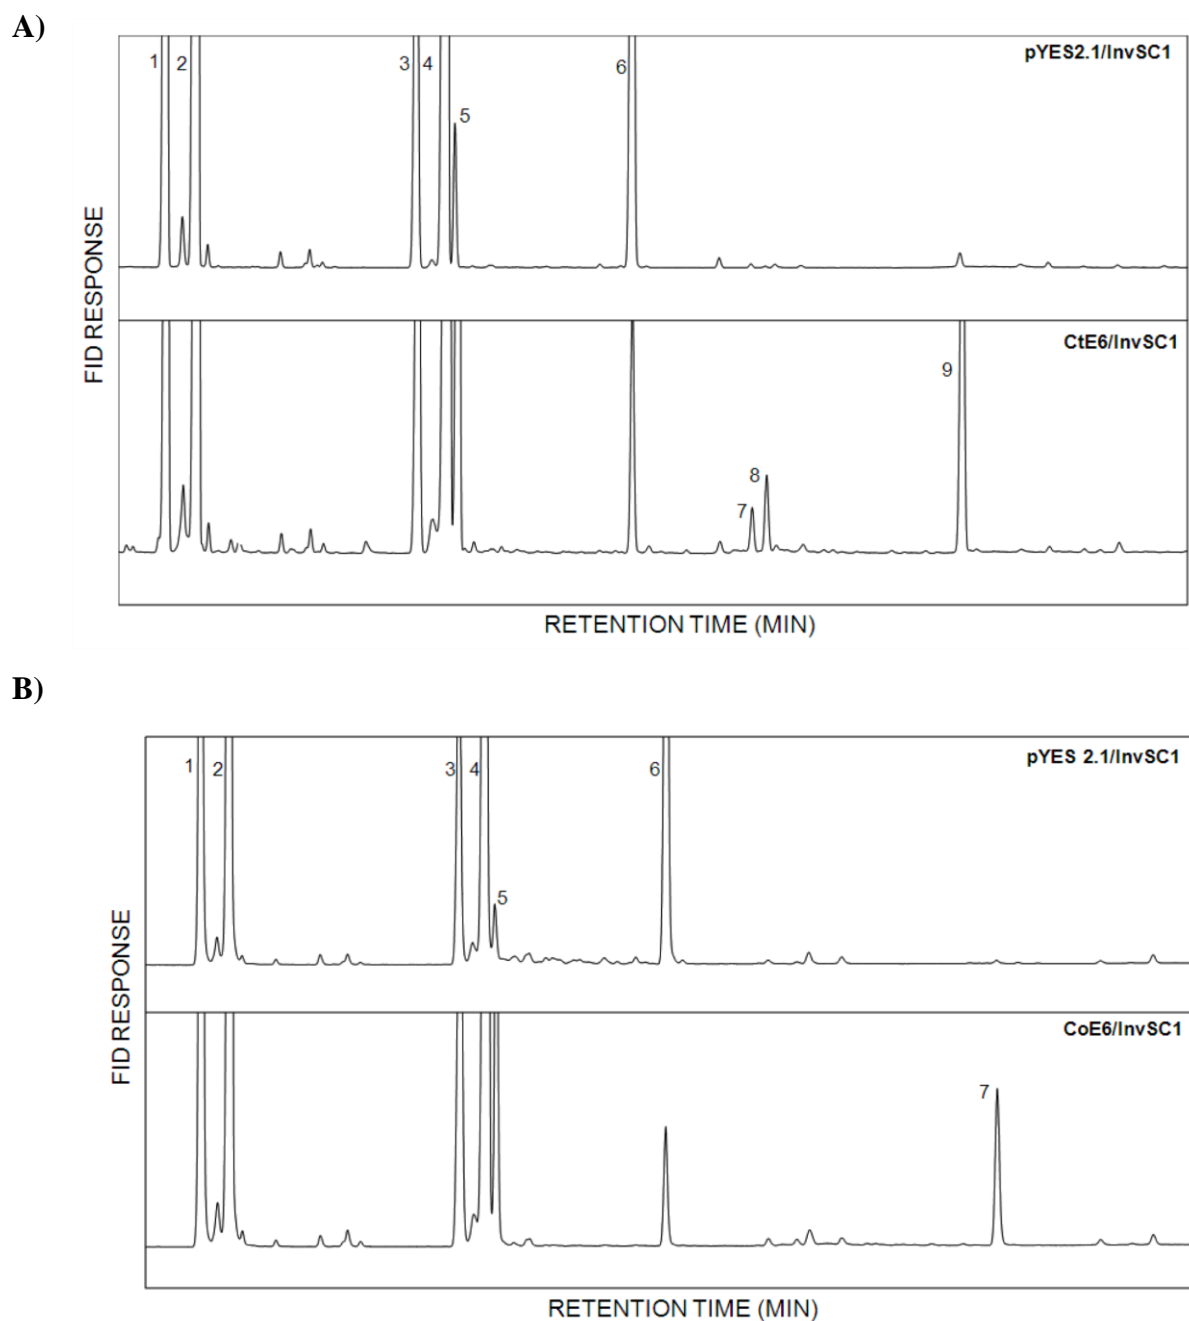 A)
pYES2.1/InvSC1
1 2 3 4 5 6
CtE6/InvSC1
7 8 9
FID RESPONSE
RETENTION TIME (MIN)
B)
pYES 2.1/InvSC1
1 2 3 4 5 6
CoE6/InvSC1
7
FID RESPONSE
RETENTION TIME (MIN)